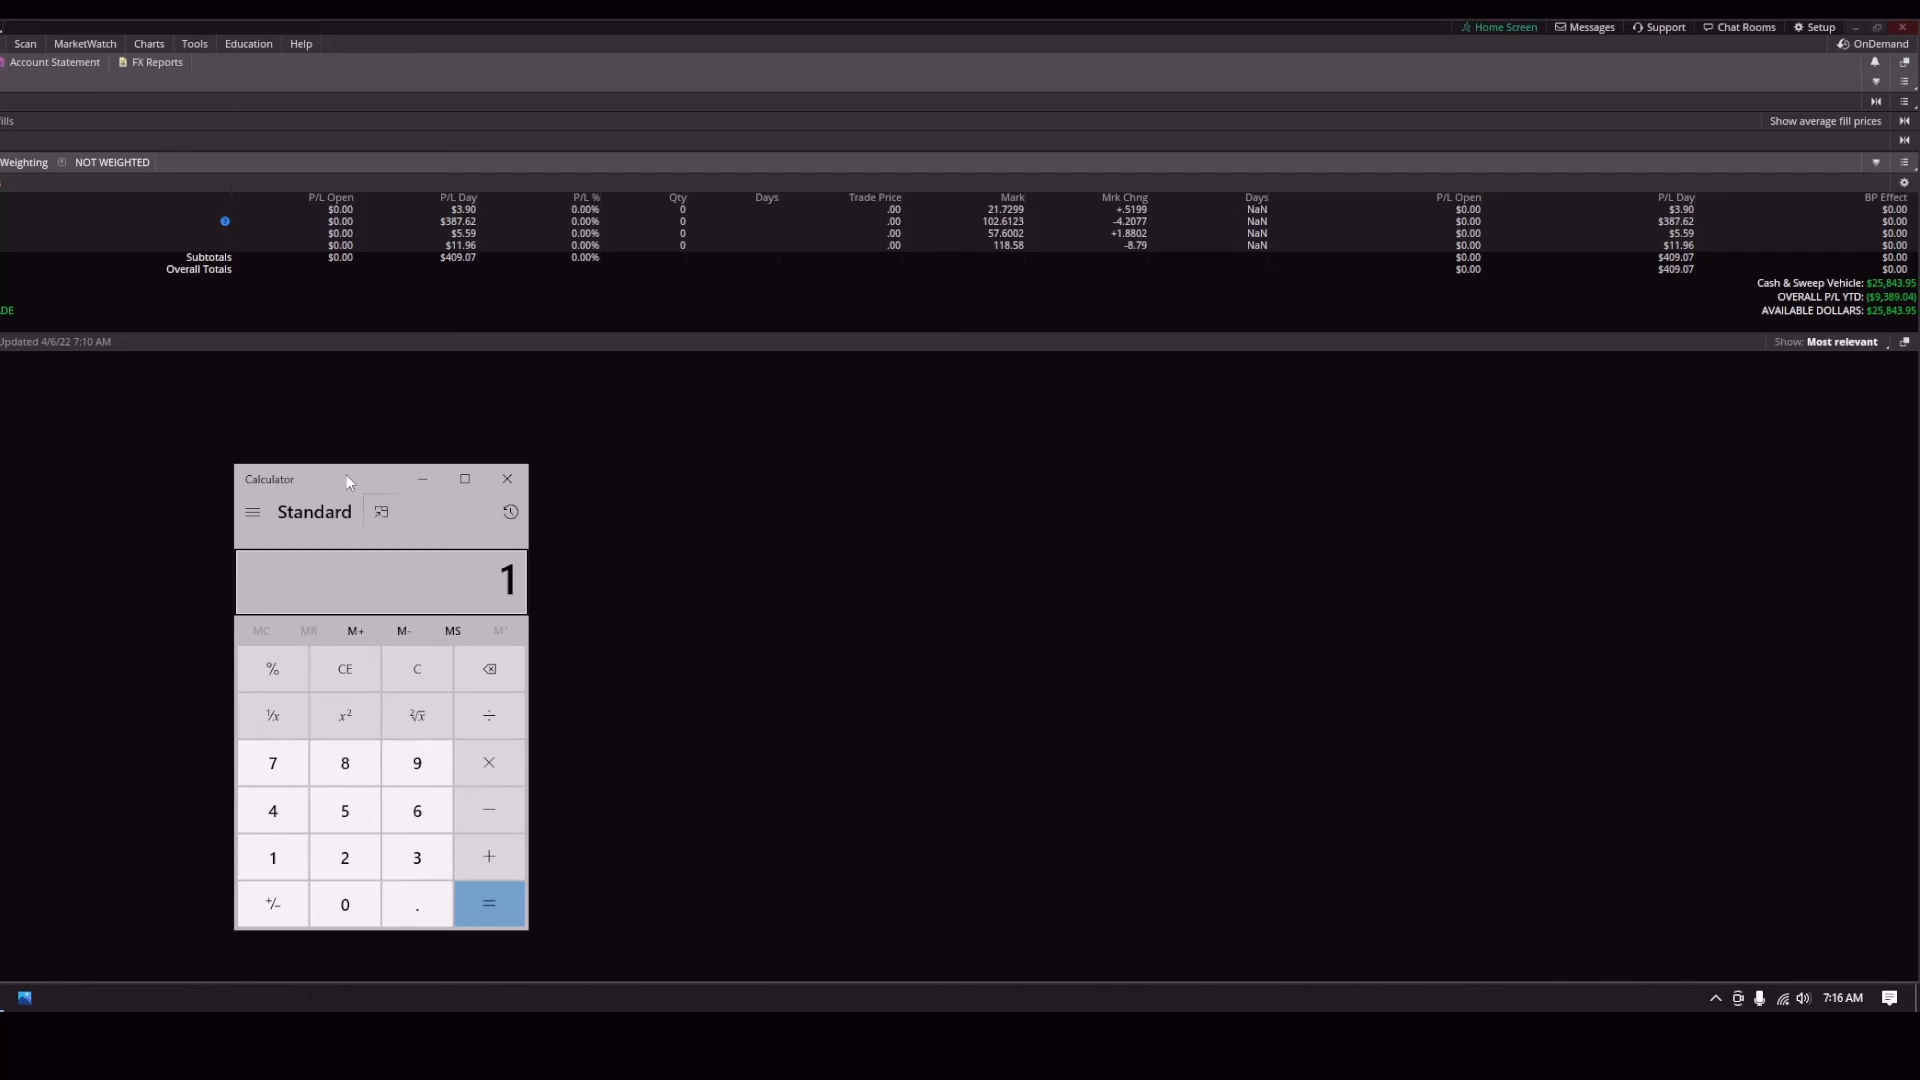 Home Screen Messages Support Chat Rooms Setup
Scan MarketWatch Charts Tools Education Help OnDemand
Account Statement FX Reports
fills Show average fill prices
Weighting NOT WEIGHTED
P/L Open P/L Day P/L % Qty Days Trade Price Mark Mrk Chng Days P/L Open P/L Day BP Effect
$0.00 $3.90 0.00% 0 .00 21.7299 +.5199 NaN $0.00 $3.90 $0.00
$0.00 $387.62 0.00% 0 .00 102.6123 -4.2077 NaN $0.00 $387.62 $0.00
$0.00 $5.59 0.00% 0 .00 57.6002 +1.8802 NaN $0.00 $5.59 $0.00
$0.00 $11.96 0.00% 0 .00 118.58 -8.79 NaN $0.00 $11.96 $0.00
Subtotals $0.00 $409.07 0.00% $0.00 $409.07 $0.00
Overall Totals $0.00 $409.07 $0.00
Cash & Sweep Vehicle: $25,843.95
OVERALL P/L YTD: ($9,389.04)
ADE AVAILABLE DOLLARS: $25,843.95
Updated 4/6/22 7:10 AM Show: Most relevant
Calculator
Standard
1
MC MR M+ M- MS M˅
% CE C
1/x x² ²√x ÷
7 8 9 ×
4 5 6 −
1 2 3 +
+/− 0 . =
7:16 AM